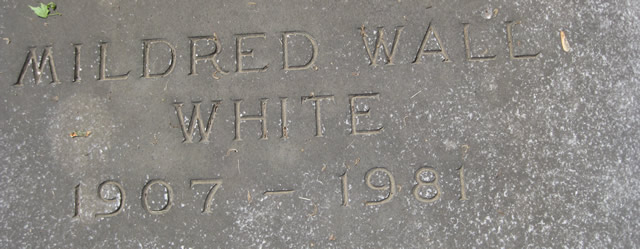 MILDRED WALL
WHITE
1907 - 1981